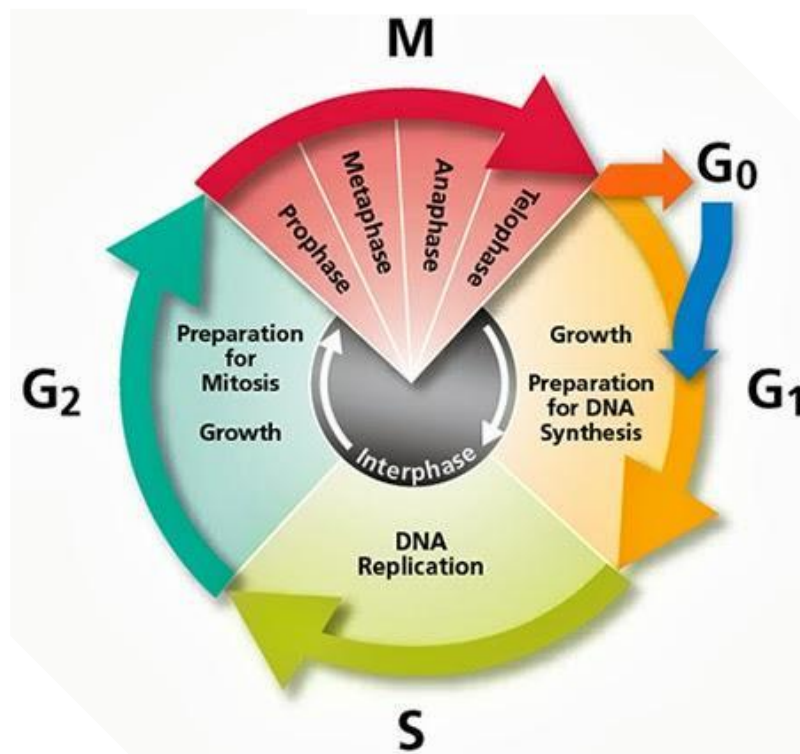 M
G0
Prophase
Metaphase
Anaphase
Telophase
Preparation
for
Mitosis
Growth
Growth
Preparation
for DNA
Synthesis
G2
G1
Interphase
DNA
Replication
S